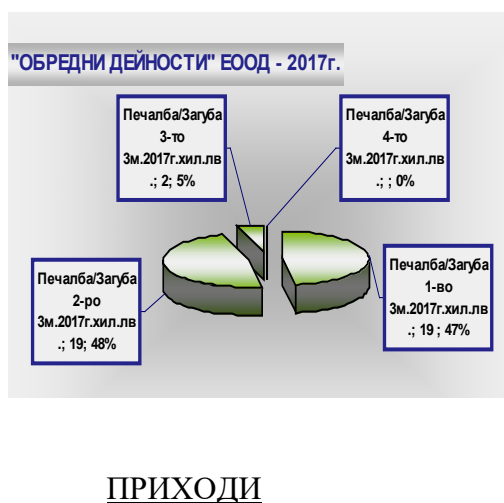 "ОБРЕДНИ ДЕЙНОСТИ" ЕООД - 2017г.
Печалба/Загуба
3-то
3м.2017г.хил.лв
.; 2; 5%
Печалба/Загуба
4-то
3м.2017г.хил.лв
.; ; 0%
Печалба/Загуба
2-ро
3м.2017г.хил.лв
.; 19; 48%
Печалба/Загуба
1-во
3м.2017г.хил.лв
.; 19 ; 47%
ПРИХОДИ